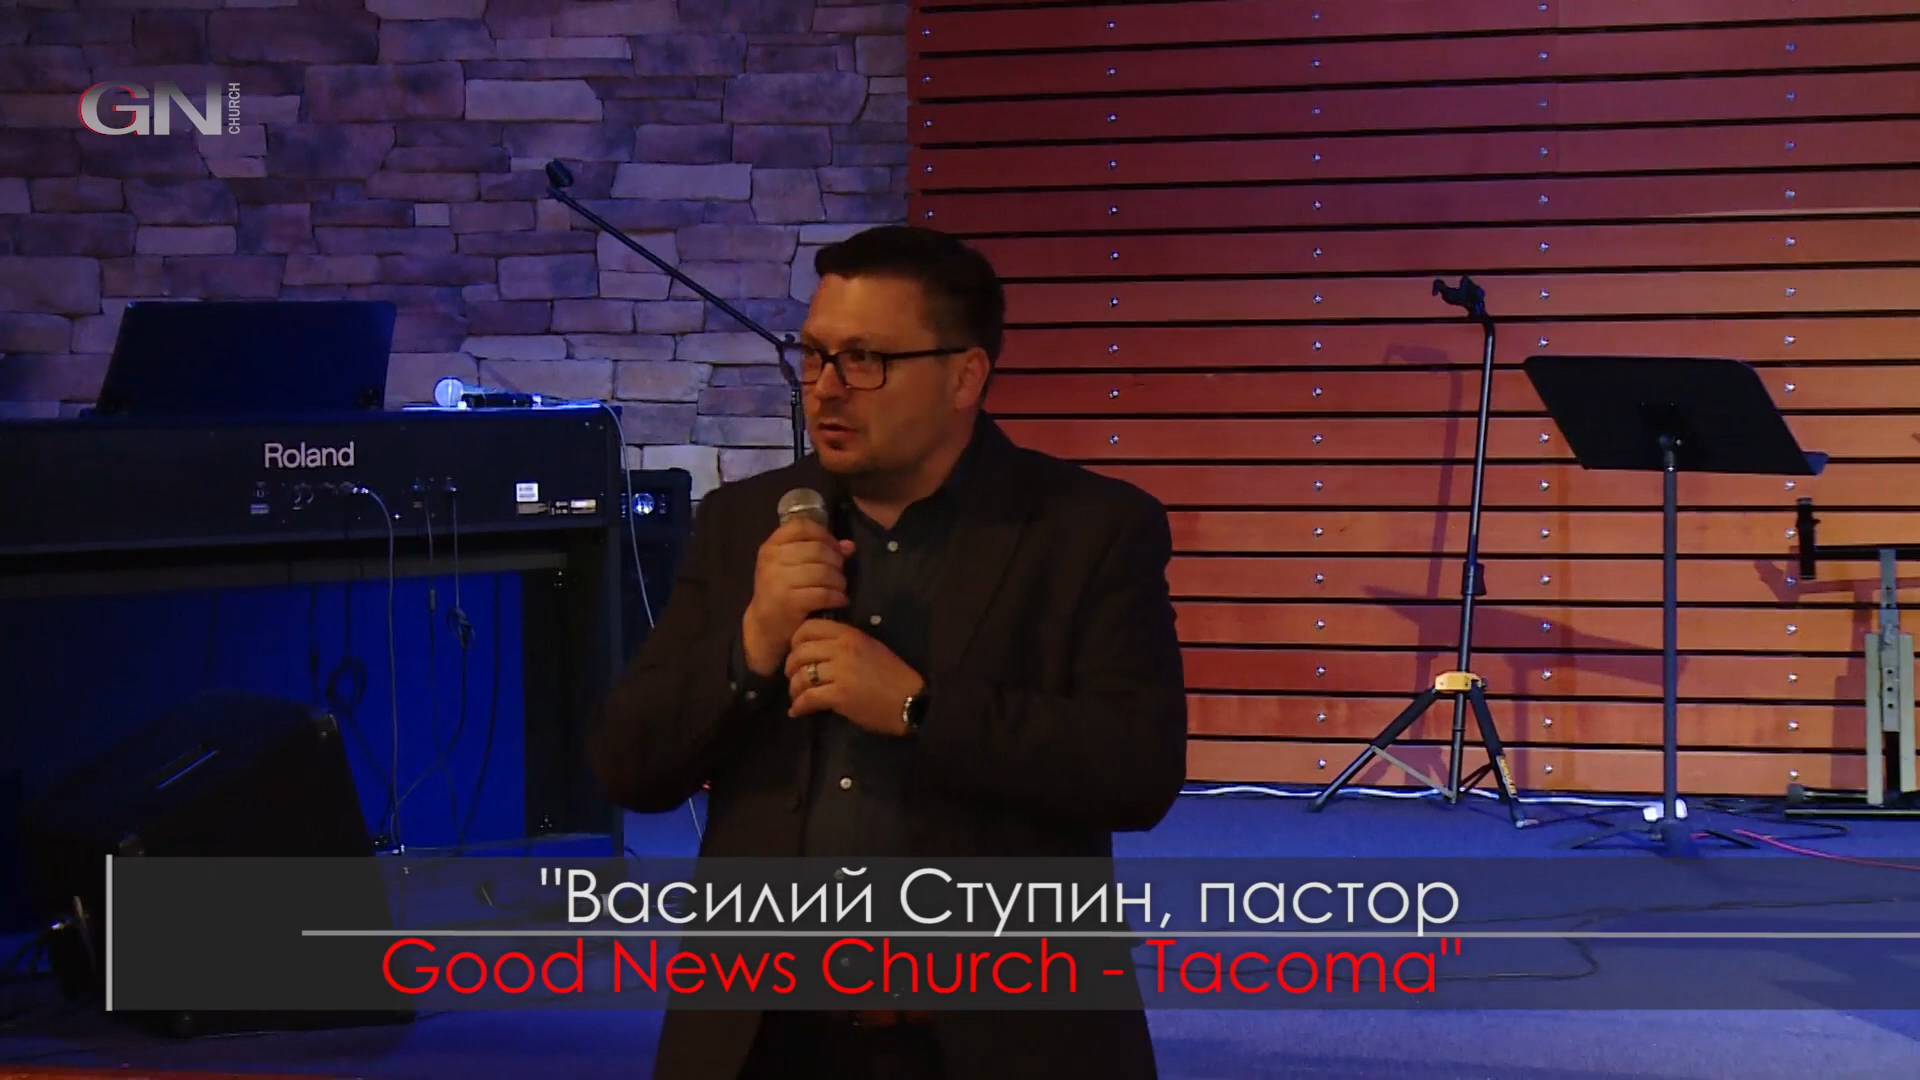 GN CHURCH
Roland
"Василий Ступин, пастор
Good News Church - Tacoma"